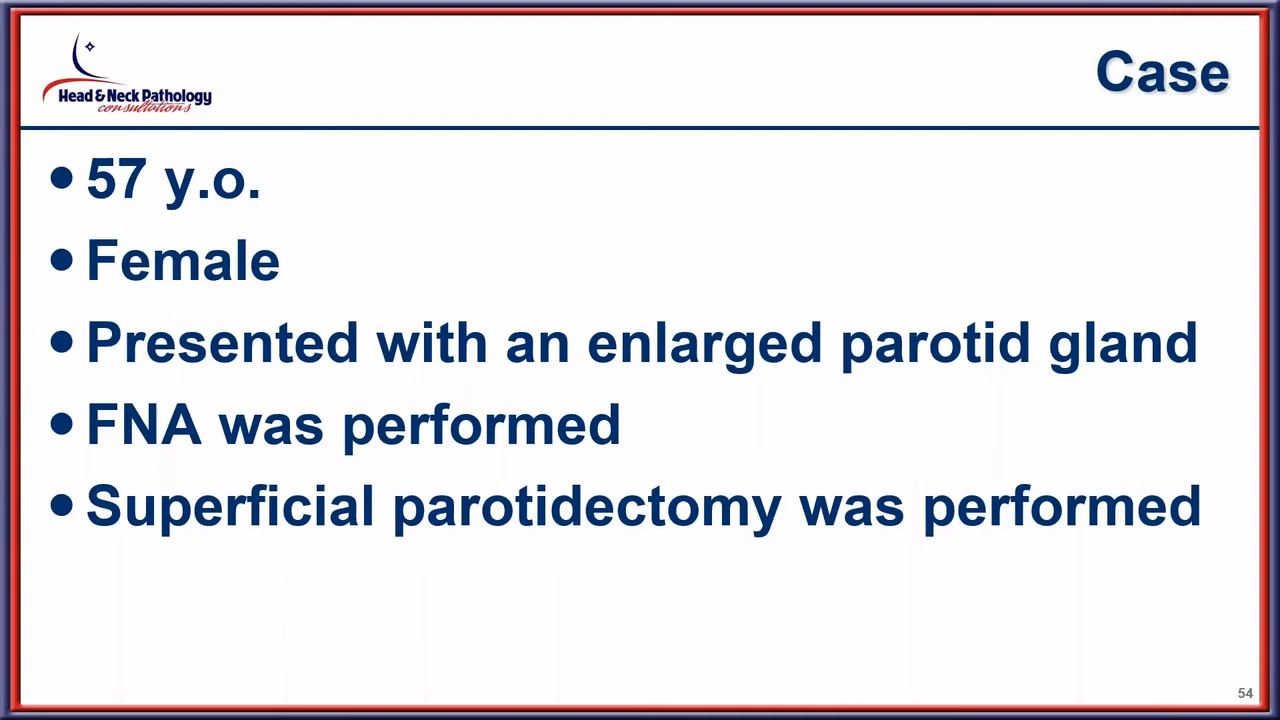 Head & Neck Pathology
consultations
Case
• 57 y.o.
• Female
• Presented with an enlarged parotid gland
• FNA was performed
• Superficial parotidectomy was performed
54